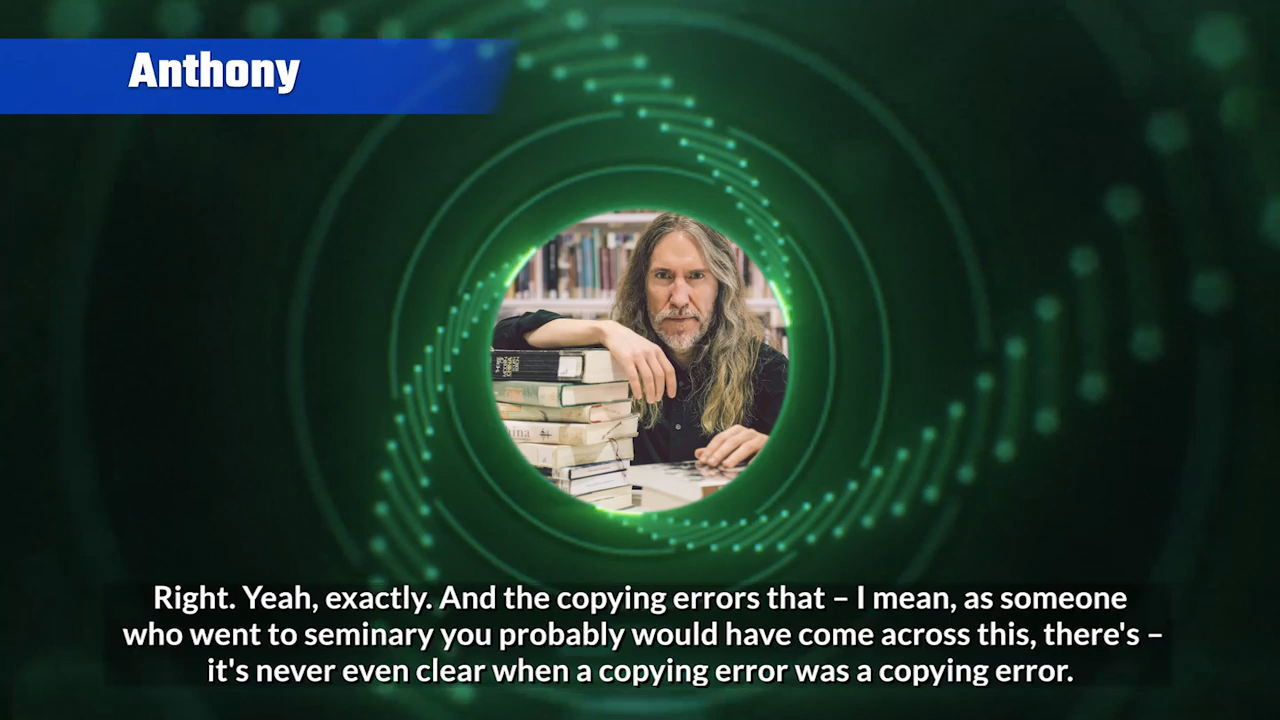 Anthony
Right. Yeah, exactly. And the copying errors that – I mean, as someone
who went to seminary you probably would have come across this, there's –
it's never even clear when a copying error was a copying error.